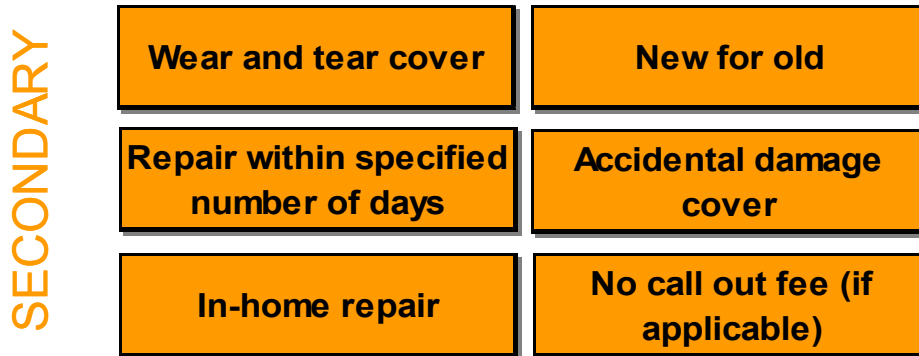 SECONDARY
Wear and tear cover
New for old
Repair within specified
number of days
Accidental damage
cover
In-home repair
No call out fee (if
applicable)